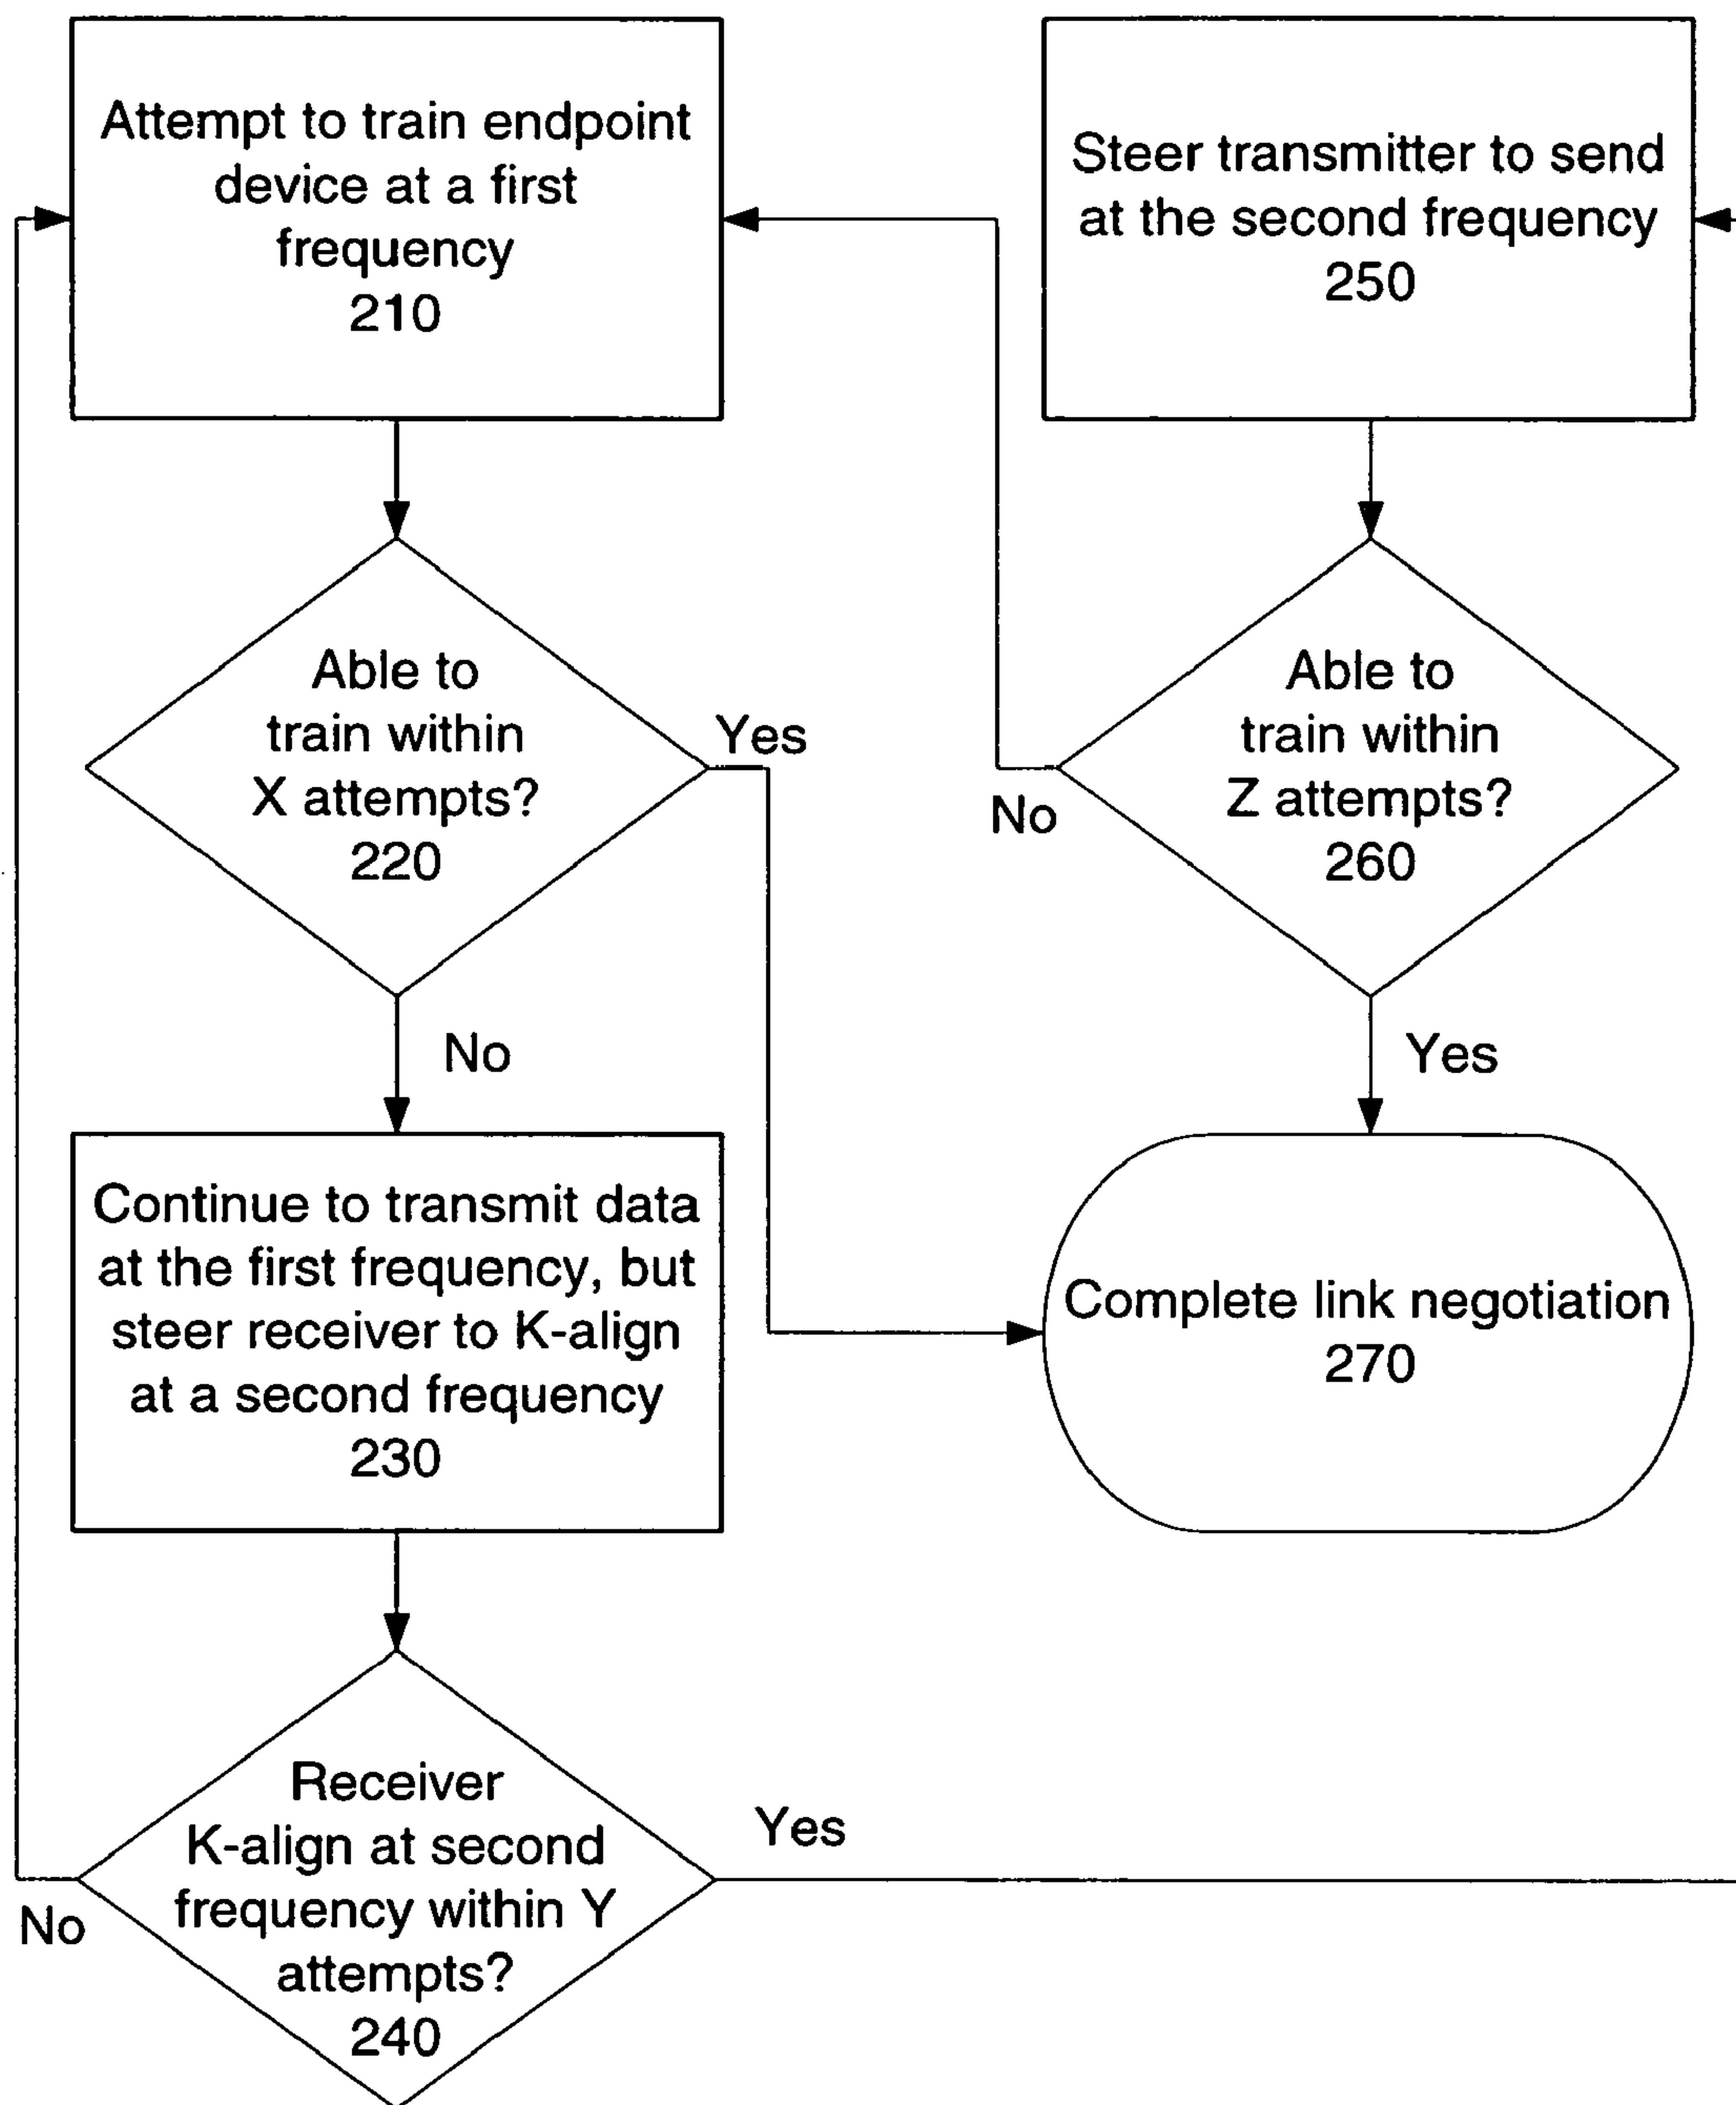 Attempt to train endpoint
device at a first
frequency
210
Able to
train within
X attempts?
220
Yes
No
Continue to transmit data
at the first frequency, but
steer receiver to K-align
at a second frequency
230
Receiver
K-align at second
frequency within Y
attempts?
240
No
Yes
Steer transmitter to send
at the second frequency
250
Able to
train within
Z attempts?
260
No
Yes
Complete link negotiation
270